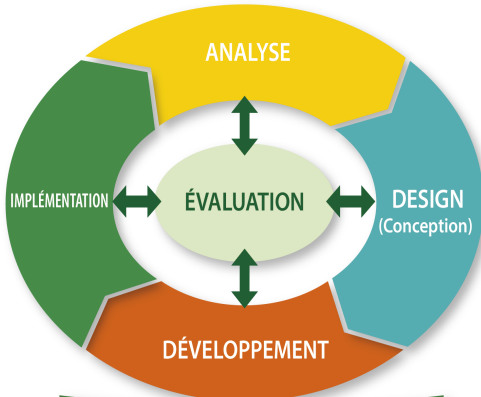 ANALYSE
IMPLÉMENTATION
ÉVALUATION
DESIGN
(Conception)
DÉVELOPPEMENT